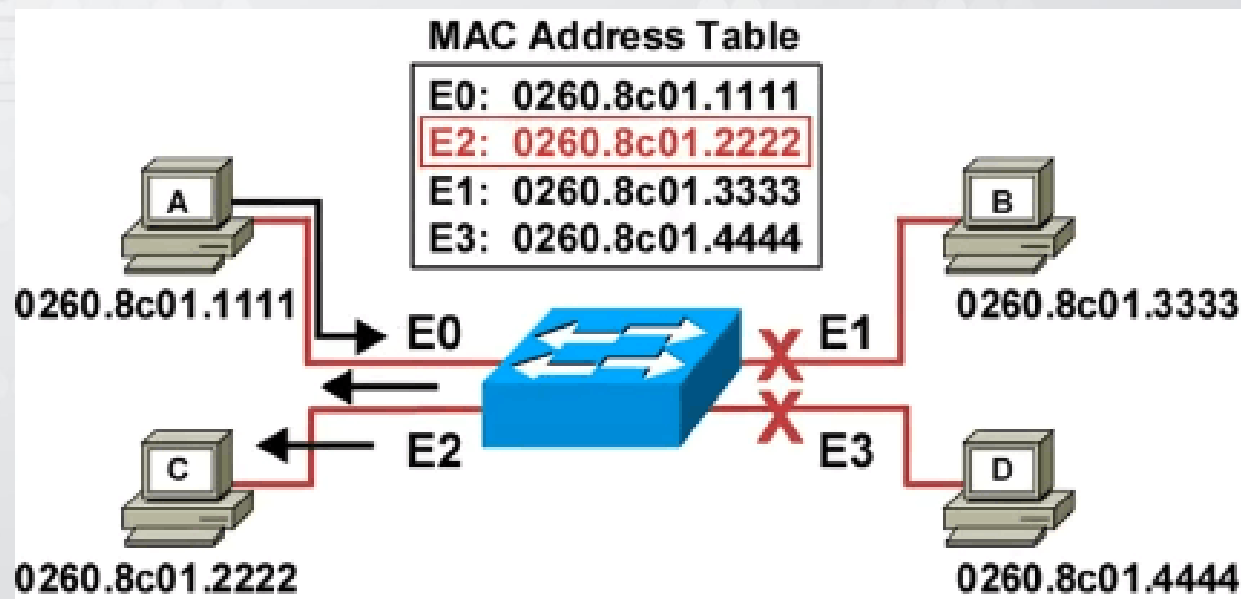 MAC Address Table
E0: 0260.8c01.1111
E2: 0260.8c01.2222
E1: 0260.8c01.3333
E3: 0260.8c01.4444
A
B
0260.8c01.1111
0260.8c01.3333
E0
E1
E2
E3
C
D
0260.8c01.2222
0260.8c01.4444